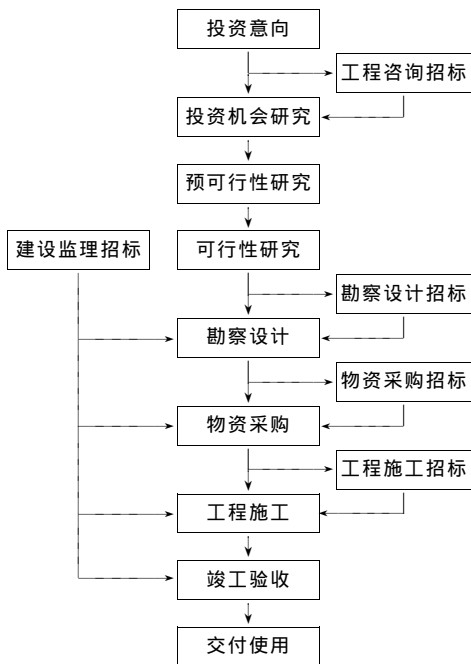 投资意向
工程咨询招标
投资机会研究
预可行性研究
建设监理招标
可行性研究
勘察设计招标
勘察设计
物资采购招标
物资采购
工程施工招标
工程施工
竣工验收
交付使用